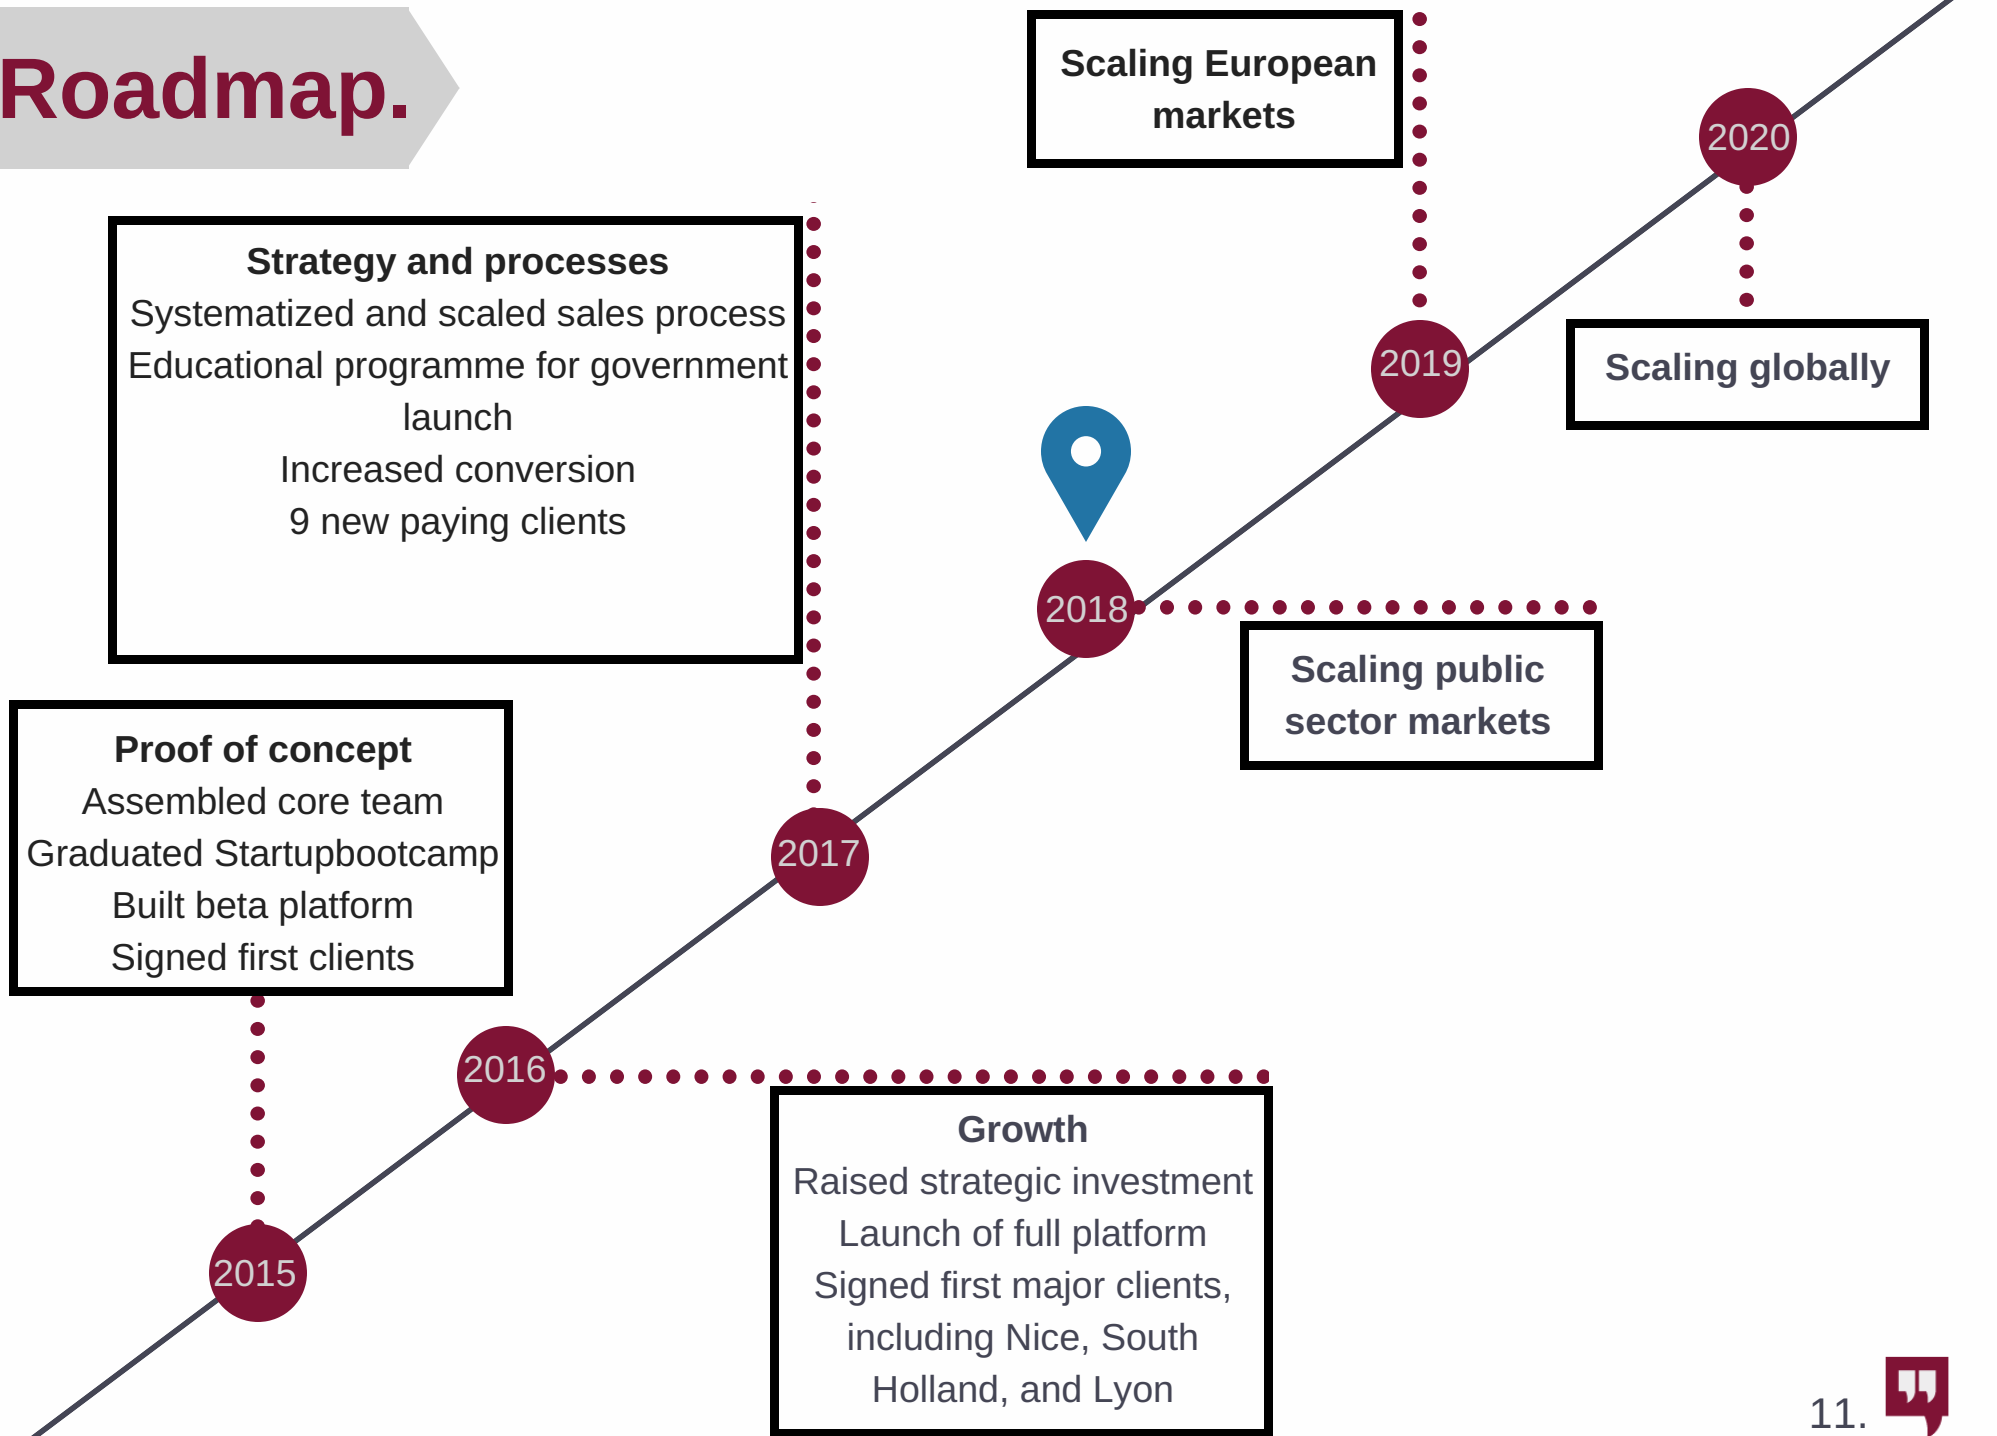 Roadmap.
Scaling European
markets
2020
Strategy and processes
Systematized and scaled sales process
Educational programme for government
launch
Increased conversion
9 new paying clients
2019
Scaling globally
2018
Scaling public
sector markets
Proof of concept
Assembled core team
Graduated Startupbootcamp
Built beta platform
Signed first clients
2017
2016
Growth
Raised strategic investment
Launch of full platform
Signed first major clients,
including Nice, South
Holland, and Lyon
2015
11.